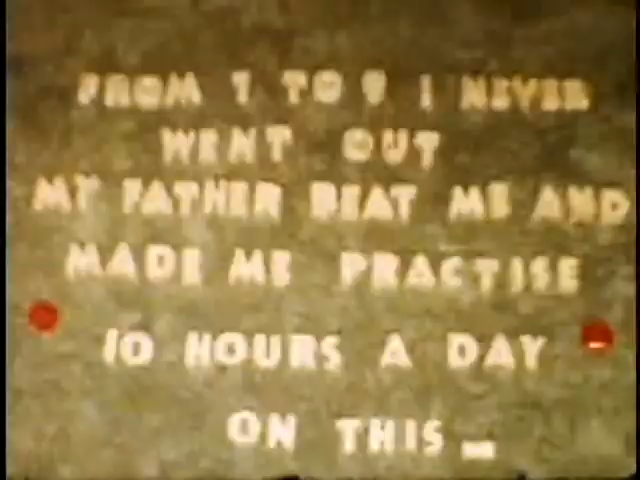 FROM 7 TO 9 I NEVER
WENT OUT
MY FATHER BEAT ME AND
MADE ME PRACTISE
10 HOURS A DAY
ON THIS _